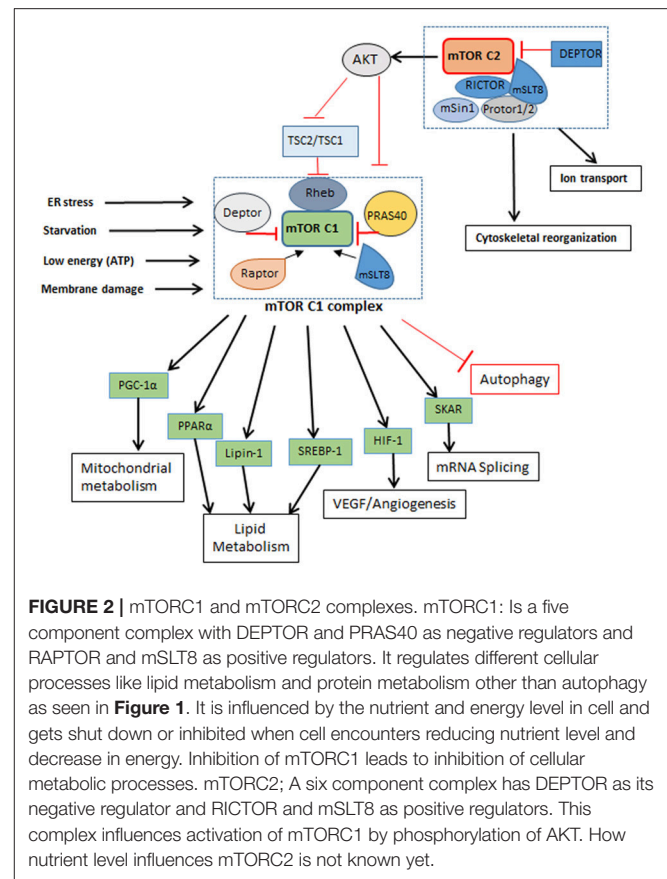 AKT
mTOR C2
DEPTOR
RICTOR
mSLT8
mSin1
Protor1/2
TSC2/TSC1
Ion transport
Rheb
ER stress
Deptor
PRAS40
Starvation
mTOR C1
Cytoskeletal reorganization
Low energy (ATP)
Raptor
mSLT8
Membrane damage
mTOR C1 complex
PGC-1α
Autophagy
PPARα
SKAR
Lipin-1
SREBP-1
HIF-1
Mitochondrial
metabolism
mRNA Splicing
VEGF/Angiogenesis
Lipid
Metabolism
FIGURE 2 | mTORC1 and mTORC2 complexes. mTORC1: Is a five
component complex with DEPTOR and PRAS40 as negative regulators and
RAPTOR and mSLT8 as positive regulators. It regulates different cellular
processes like lipid metabolism and protein metabolism other than autophagy
as seen in Figure 1. It is influenced by the nutrient and energy level in cell and
gets shut down or inhibited when cell encounters reducing nutrient level and
decrease in energy. Inhibition of mTORC1 leads to inhibition of cellular
metabolic processes. mTORC2; A six component complex has DEPTOR as its
negative regulator and RICTOR and mSLT8 as positive regulators. This
complex influences activation of mTORC1 by phosphorylation of AKT. How
nutrient level influences mTORC2 is not known yet.